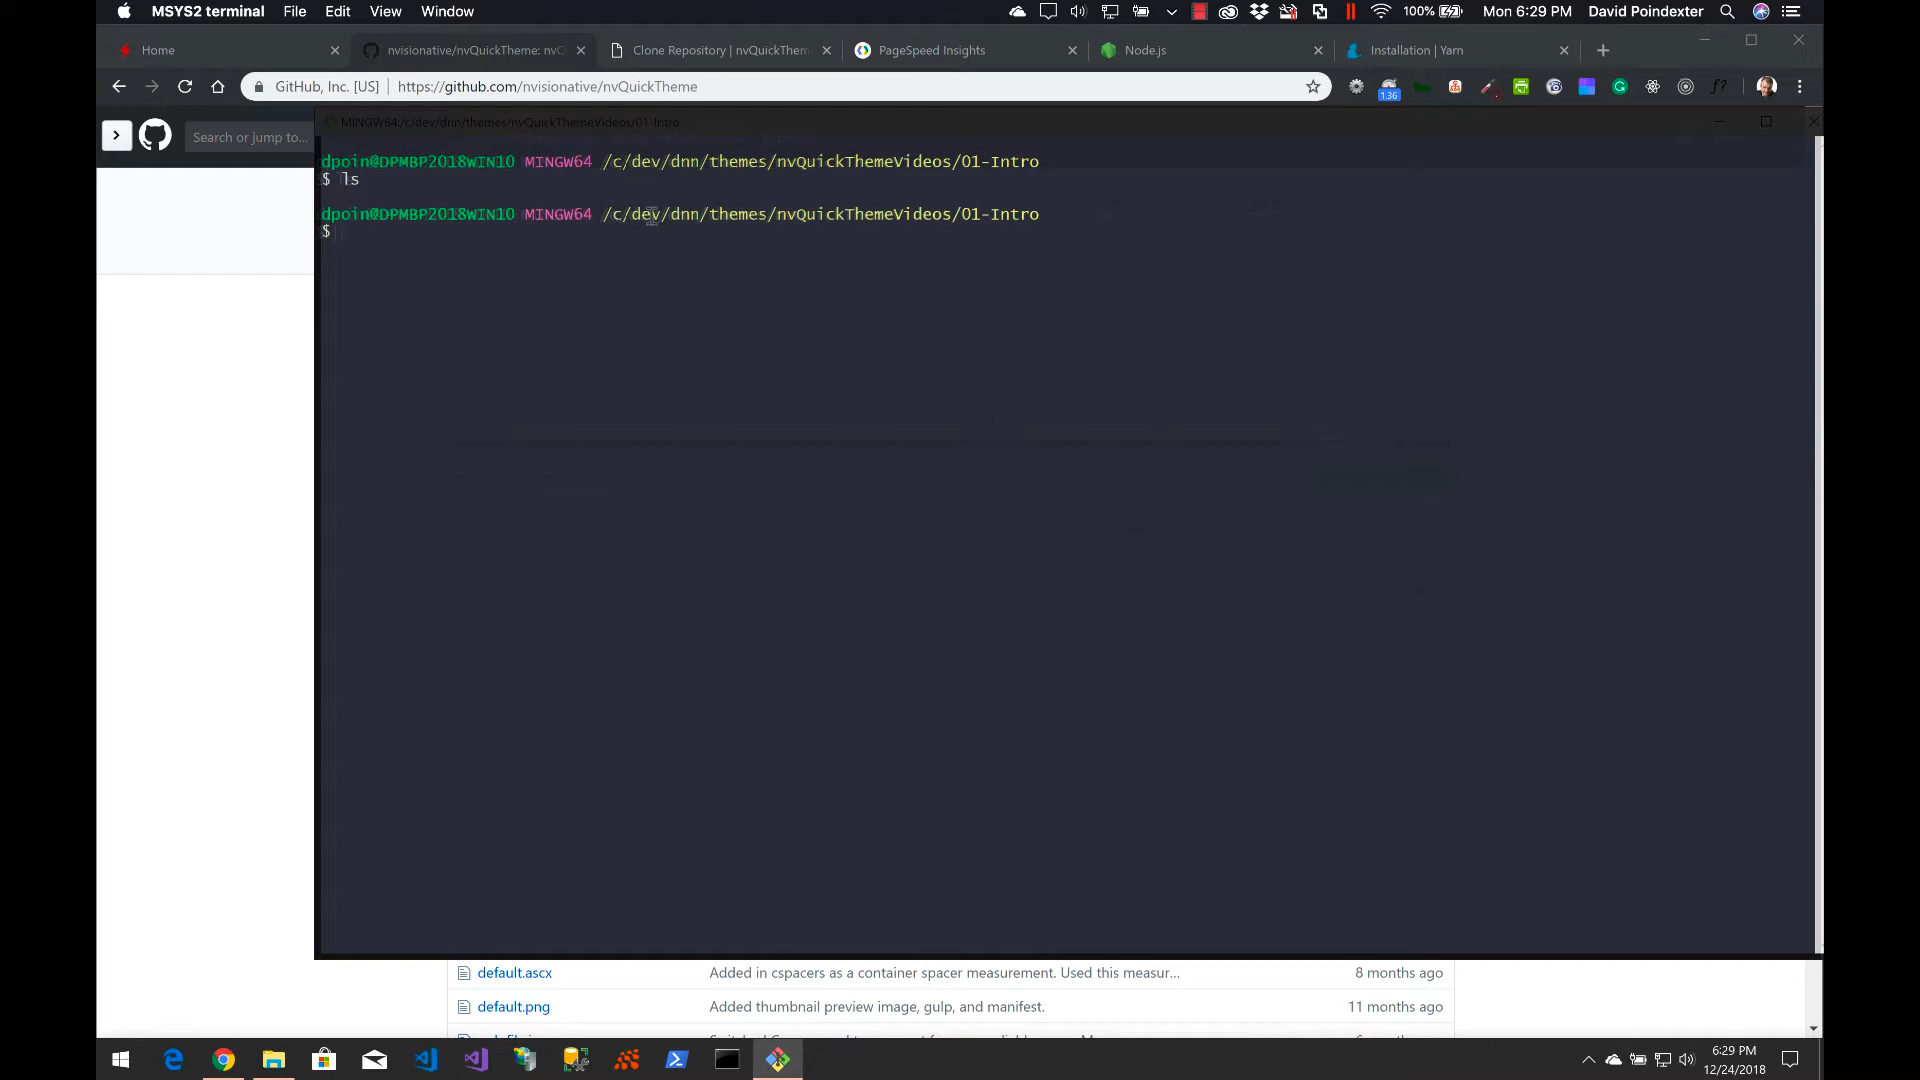 MSYS2 terminal File Edit View Window 100% Mon 6:29 PM David Poindexter
Home nvisionative/nvQuickTheme: nvQ Clone Repository | nvQuickThem PageSpeed Insights Node.js Installation | Yarn
GitHub, Inc. [US] https://github.com/nvisionative/nvQuickTheme f?
1.36
MINGW64:/c/dev/dnn/themes/nvQuickThemeVideos/01-Intro
Search or jump to...
dpoin@DPMBP2018WIN10 MINGW64 /c/dev/dnn/themes/nvQuickThemeVideos/01-Intro
$ ls
dpoin@DPMBP2018WIN10 MINGW64 /c/dev/dnn/themes/nvQuickThemeVideos/01-Intro
$
default.ascx Added in cspacers as a container spacer measurement. Used this measur... 8 months ago
default.png Added thumbnail preview image, gulp, and manifest. 11 months ago
6:29 PM
12/24/2018